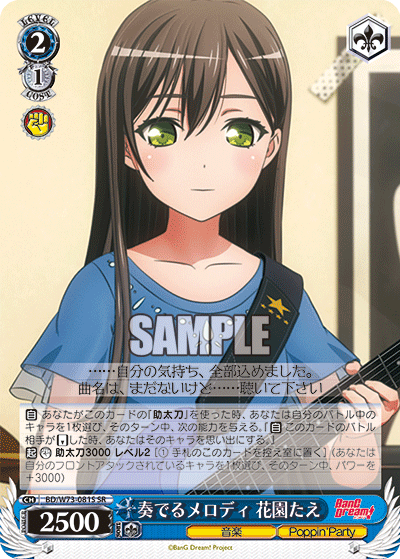 LEVEL
2
1
COST
SAMPLE
……自分の気持ち、全部込めました。
曲名は、まだないけど……聴いて下さい！
【自】 あなたがこのカードの『助太刀』を使った時、あなたは自分のバトル中の
キャラを1枚選び、そのターン中、次の能力を与える。『【自】 このカードのバトル
相手が【リバース】した時、あなたはそのキャラを思い出にする。』
【起】 助太刀3000 レベル2 ［① 手札のこのカードを控え室に置く］ （あなたは
自分のフロントアタックされているキャラを1枚選び、そのターン中、パワーを
+3000）
CH BD/W73-081S SR
2500
奏でるメロディ 花園たえ
BanG Dream!
音楽
Poppin'Party
©BanG Dream! Project